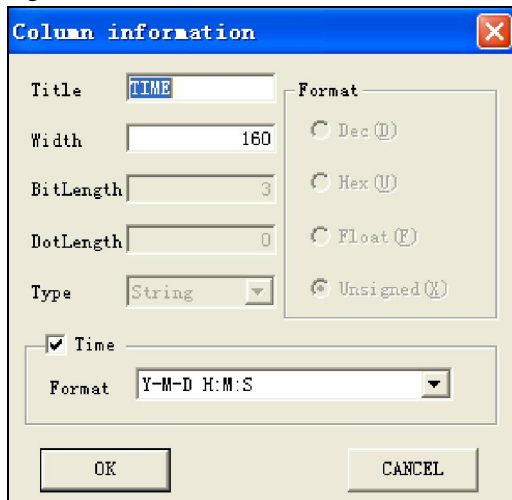 Column information
Title TIME
Width 160
BitLength 3
DotLength 0
Type String
Format
Dec(D)
Hex(U)
Float(F)
Unsigned(X)
Time
Format Y-M-D H:M:S
OK CANCEL